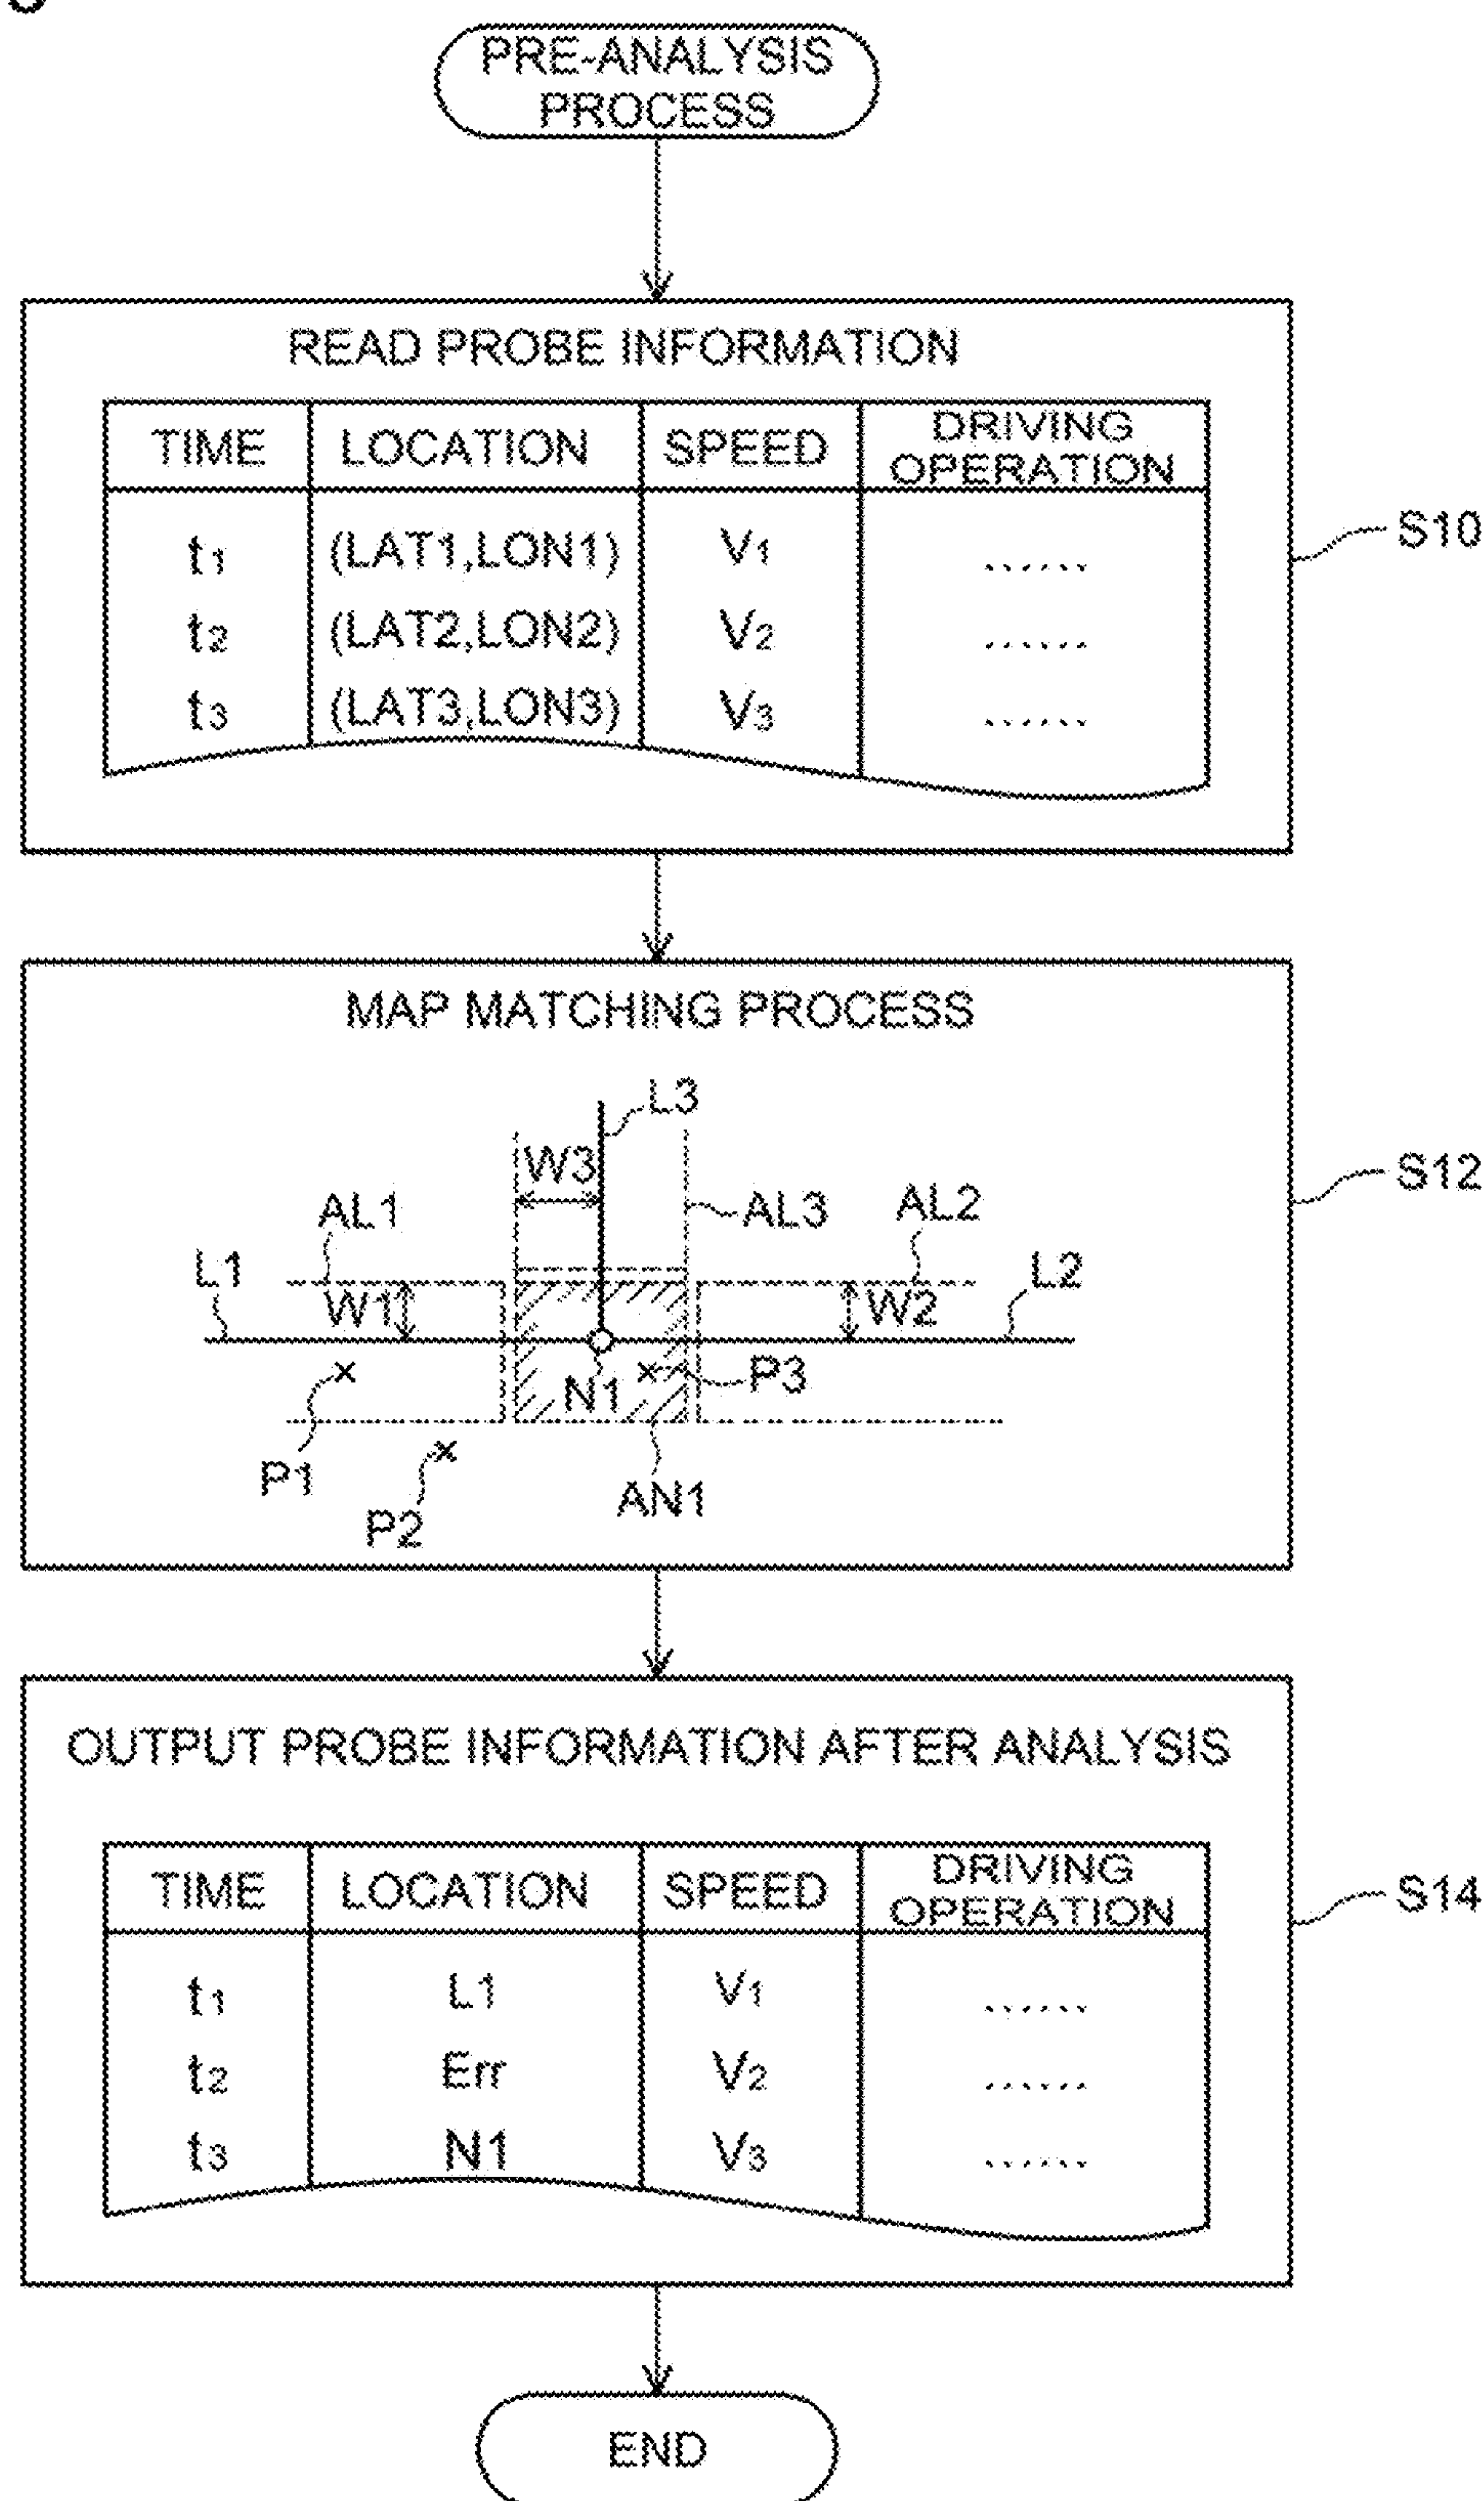 PRE-ANALYSIS
PROCESS
READ PROBE INFORMATION
TIME LOCATION SPEED DRIVING OPERATION
t1 (LAT1,LON1) V1 ......
t2 (LAT2,LON2) V2 ......
t3 (LAT3,LON3) V3 ......
S10
MAP MATCHING PROCESS
L3
W3
AL1 AL3 AL2
L1 W1 W2 L2
N1 P3
P1
P2
AN1
S12
OUTPUT PROBE INFORMATION AFTER ANALYSIS
TIME LOCATION SPEED DRIVING OPERATION
t1 L1 V1 ......
t2 Err V2 ......
t3 N1 V3 ......
S14
END